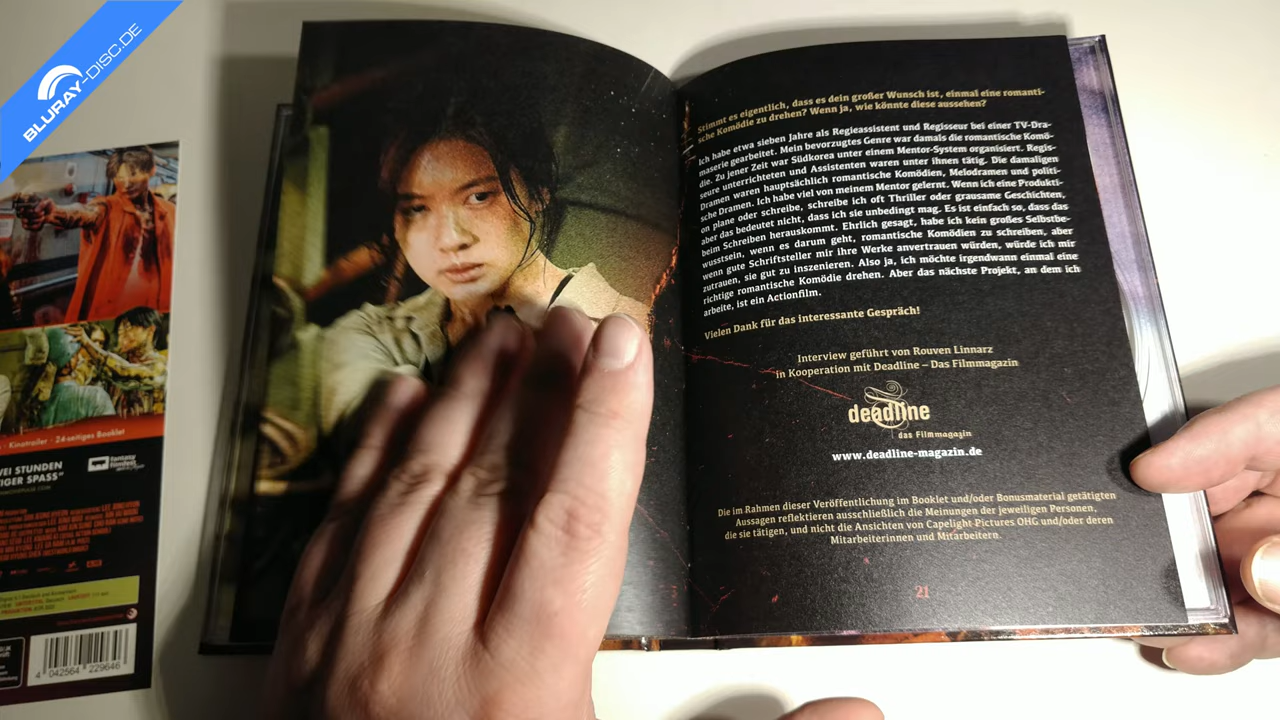 BLURAY-DISC.DE
Stimmt es eigentlich, dass es dein großer Wunsch ist, einmal eine romanti-
sche Komödie zu drehen? Wenn ja, wie könnte diese aussehen?
Ich habe etwa sieben Jahre als Regieassistent und Regisseur bei einer TV-Dra-
maserie gearbeitet. Mein bevorzugtes Genre war damals die romantische Komö-
die. Zu jener Zeit war Südkorea unter einem Mentor-System organisiert. Regis-
seure unterrichteten und Assistenten waren unter ihnen tätig. Die damaligen
Dramen waren hauptsächlich romantische Komödien, Melodramen und politi-
sche Dramen. Ich habe viel von meinem Mentor gelernt. Wenn ich eine Produkti-
on plane oder schreibe, schreibe ich oft Thriller oder grausame Geschichten,
aber das bedeutet nicht, dass ich sie unbedingt mag. Es ist einfach so, dass das
beim Schreiben herauskommt. Ehrlich gesagt, habe ich kein großes Selbstbe-
wusstsein, wenn es darum geht, romantische Komödien zu schreiben, aber
wenn gute Schriftsteller mir ihre Werke anvertrauen würden, würde ich mir
zutrauen, sie gut zu inszenieren. Also ja, ich möchte irgendwann einmal eine
richtige romantische Komödie drehen. Aber das nächste Projekt, an dem ich
arbeite, ist ein Actionfilm.
Vielen Dank für das interessante Gespräch!
Interview geführt von Rouven Linnarz
in Kooperation mit Deadline – Das Filmmagazin
deadline
das Filmmagazin
www.deadline-magazin.de
Die im Rahmen dieser Veröffentlichung im Booklet und/oder Bonusmaterial getätigten
Aussagen reflektieren ausschließlich die Meinungen der jeweiligen Personen,
die sie tätigen, und nicht die Ansichten von Capelight Pictures OHG und/oder deren
Mitarbeiterinnen und Mitarbeitern.
21
Kinotrailer · 24-seitiges Booklet
EI STUNDEN
IGER SPASS"
fantasy
filmfest
4 042564 229646